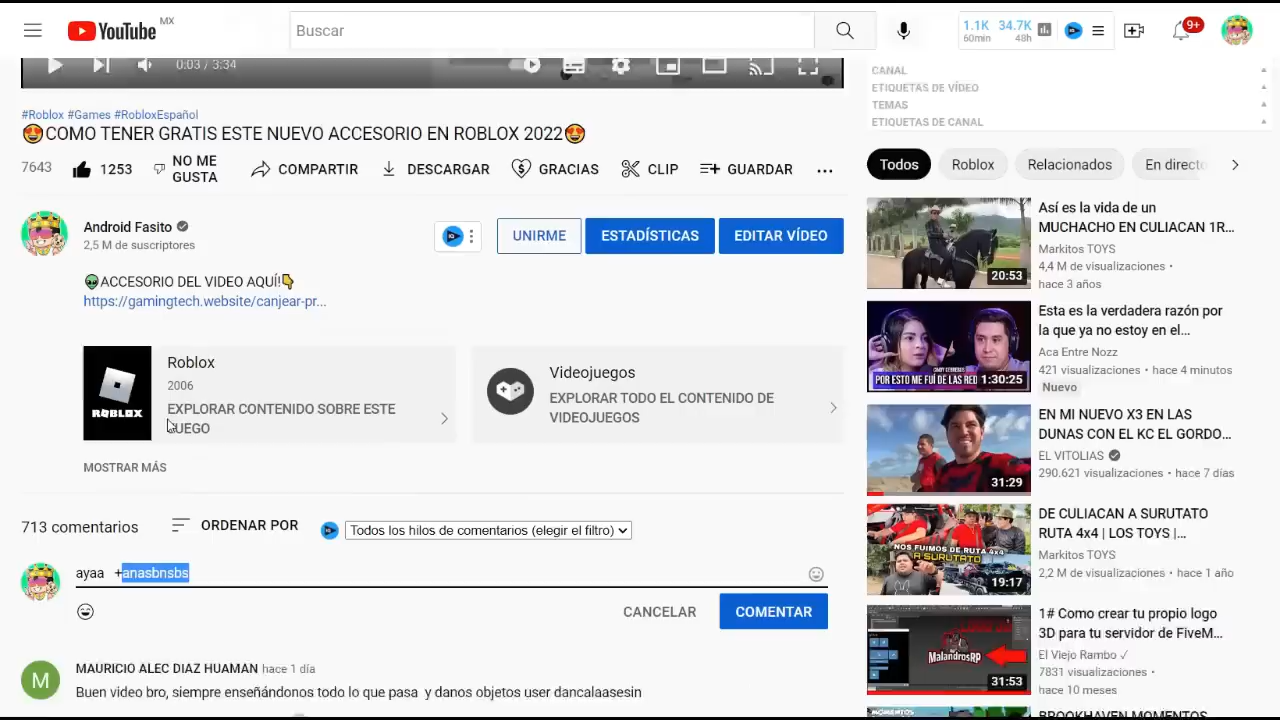 YouTube MX
Buscar
1.1K 34.7K
60min 48h
9+
0:03 / 3:34
#Roblox #Games #RobloxEspañol
😍COMO TENER GRATIS ESTE NUEVO ACCESORIO EN ROBLOX 2022😍
7643
1253
NO ME GUSTA
COMPARTIR
DESCARGAR
GRACIAS
CLIP
GUARDAR
Android Fasito
2,5 M de suscriptores
UNIRME
ESTADÍSTICAS
EDITAR VÍDEO
👽ACCESORIO DEL VIDEO AQUÍ!👇
https://gamingtech.website/canjear-pr...
ROBLOX
Roblox
2006
EXPLORAR CONTENIDO SOBRE ESTE
JUEGO
Videojuegos
EXPLORAR TODO EL CONTENIDO DE
VIDEOJUEGOS
MOSTRAR MÁS
713 comentarios
ORDENAR POR
Todos los hilos de comentarios (elegir el filtro)
ayaa +anasbnsbs
CANCELAR
COMENTAR
M
MAURICIO ALEC DIAZ HUAMAN hace 1 día
Buen video bro, siempre enseñándonos todo lo que pasa y danos objetos user dancalaasesin
CANAL
ETIQUETAS DE VÍDEO
TEMAS
ETIQUETAS DE CANAL
Todos
Roblox
Relacionados
En directo
20:53
Así es la vida de un
MUCHACHO EN CULIACAN 1R...
Markitos TOYS
4,4 M de visualizaciones •
hace 3 años
POR ESTO ME FUÍ DE LAS RED
1:30:25
Esta es la verdadera razón por
la que ya no estoy en el...
Aca Entre Nozz
421 visualizaciones • hace 4 minutos
Nuevo
31:29
EN MI NUEVO X3 EN LAS
DUNAS CON EL KC EL GORDO...
EL VITOLIAS
290.621 visualizaciones • hace 7 días
NOS FUIMOS DE RUTA 4x4
A SURUTATO
19:17
DE CULIACAN A SURUTATO
RUTA 4x4 | LOS TOYS |...
Markitos TOYS
2,2 M de visualizaciones • hace 1 año
MalandrosRP
31:53
1# Como crear tu propio logo
3D para tu servidor de FiveM...
El Viejo Rambo ✓
7831 visualizaciones •
hace 10 meses
BROOKHAVEN MOMENTOS